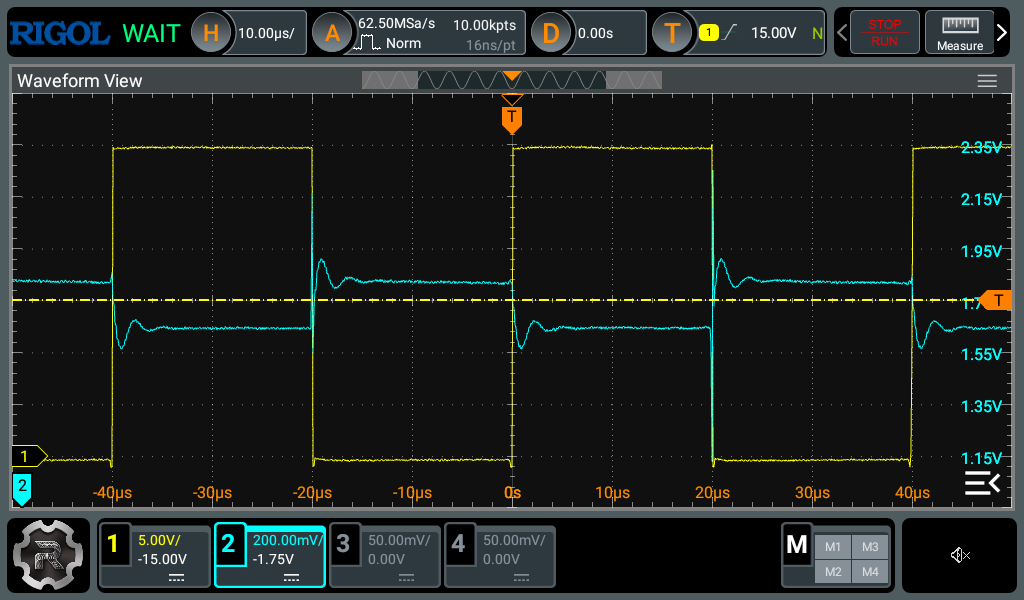 RIGOL WAIT H 10.00μs/ A 62.50MSa/s 10.00kpts D 0.00s T 1 15.00V N STOP
Norm 16ns/pt RUN Measure
Waveform View
T
2.35V
2.15V
1.95V
1.7 T
1.55V
1.35V
1 1.15V
2 -40μs -30μs -20μs -10μs 0s 10μs 20μs 30μs 40μs
R 1 5.00V/ 2 200.00mV/ 3 50.00mV/ 4 50.00mV/ M M1 M3
-15.00V -1.75V 0.00V 0.00V M2 M4